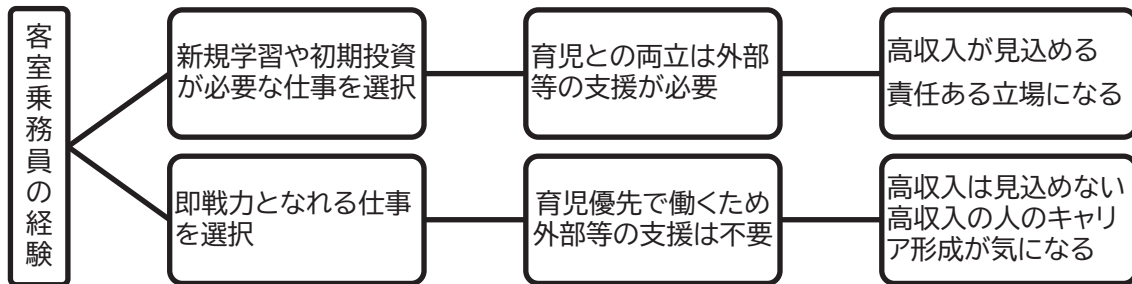 客室乗務員の経験
新規学習や初期投資
が必要な仕事を選択
育児との両立は外部
等の支援が必要
高収入が見込める
責任ある立場になる
即戦力となれる仕事
を選択
育児優先で働くため
外部等の支援は不要
高収入は見込めない
高収入の人のキャリ
ア形成が気になる